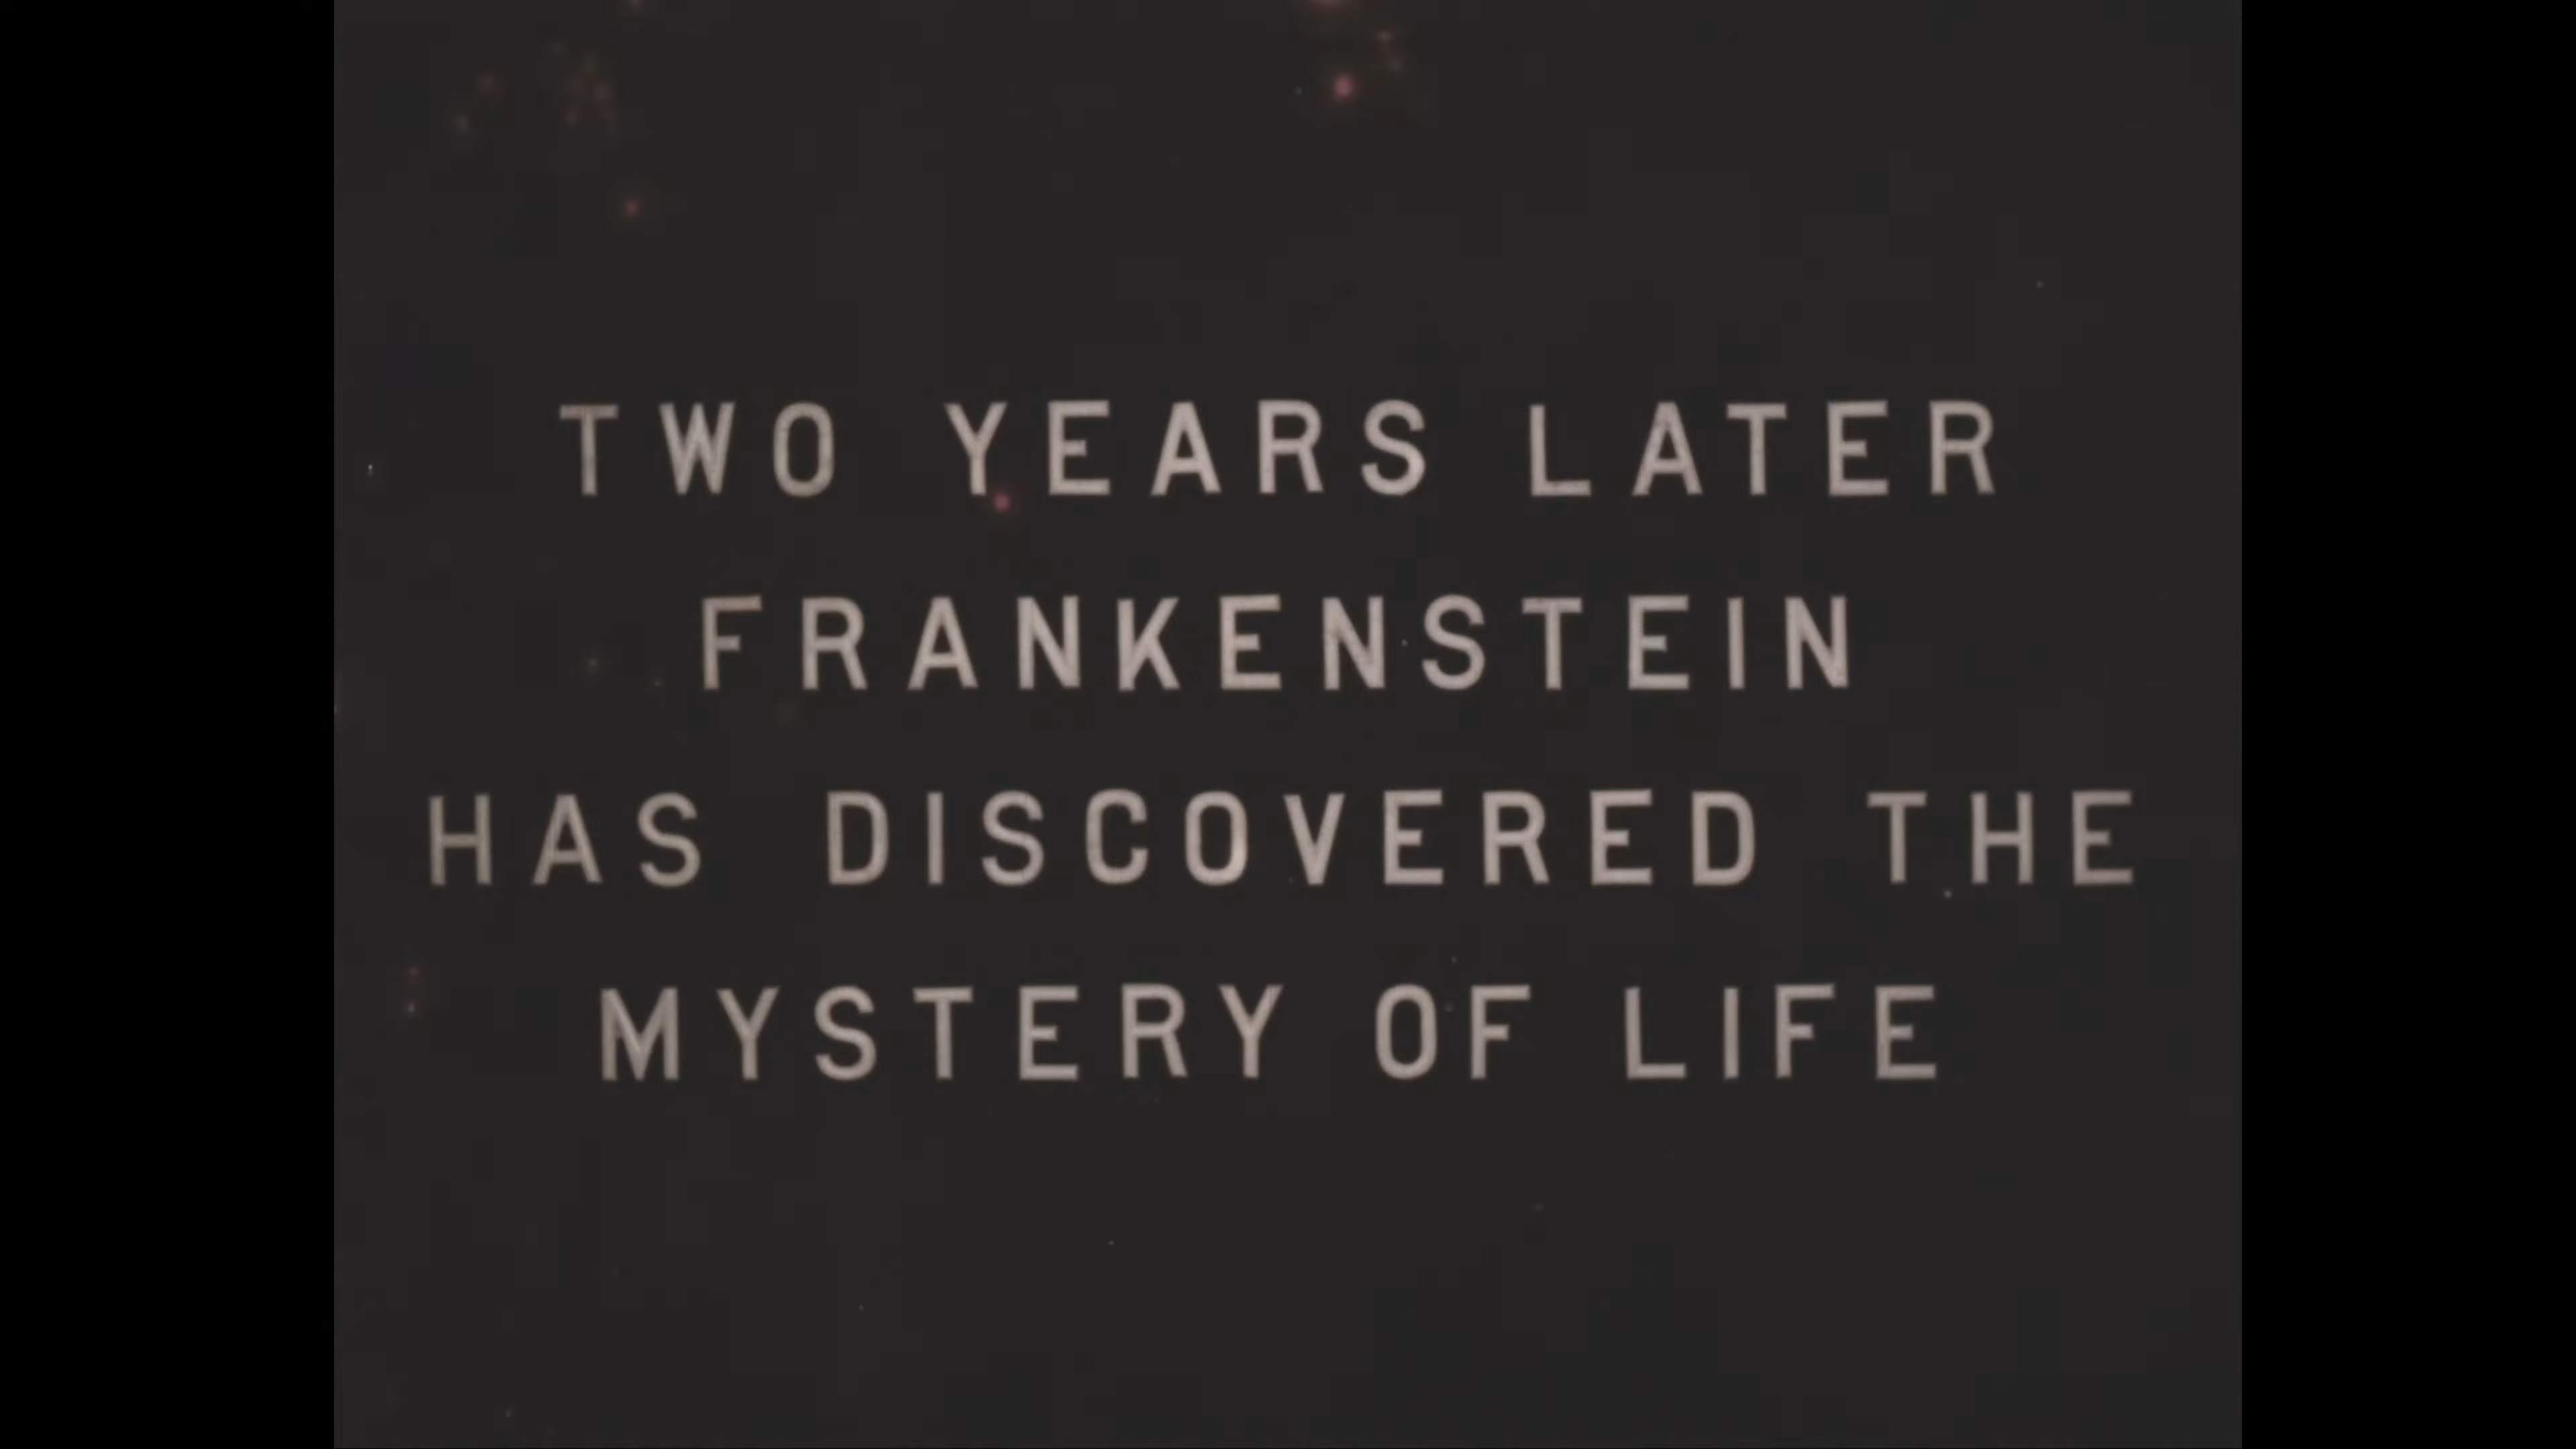 TWO YEARS LATER
FRANKENSTEIN
HAS DISCOVERED THE
MYSTERY OF LIFE